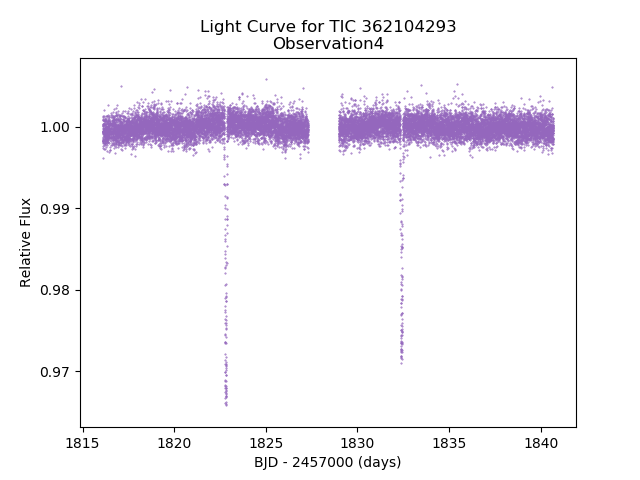 Light Curve for TIC 362104293
Observation4
1.00
0.99
0.98
0.97
Relative Flux
1815
1820
1825
1830
1835
1840
BJD - 2457000 (days)